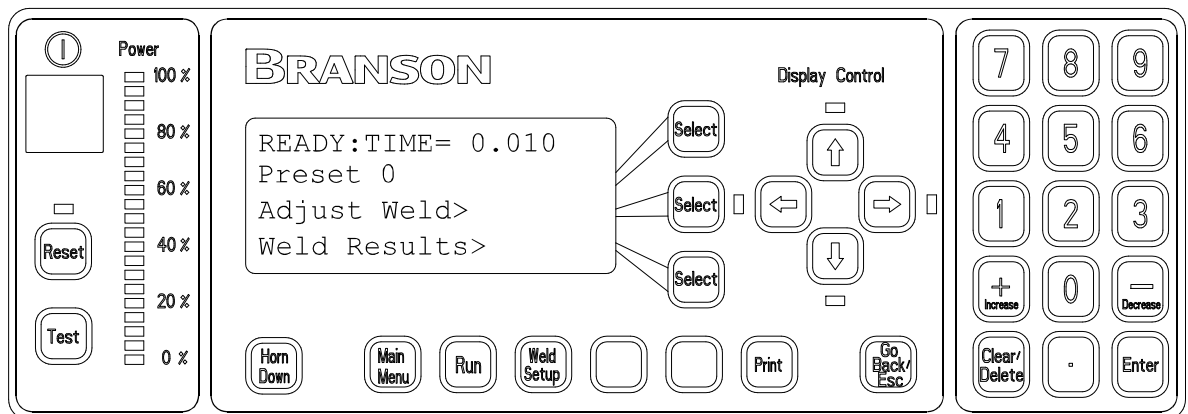 Power
100 %
80 %
60 %
40 %
20 %
0 %
Reset
Test
BRANSON
READY:TIME= 0.010
Preset 0
Adjust Weld>
Weld Results>
Select
Select
Select
Display Control
Horn
Down
Main
Menu
Run
Weld
Setup
Print
Go
Back/
Esc
7 8 9
4 5 6
1 2 3
+
Increase
0
-
Decrease
Clear/
Delete
.
Enter